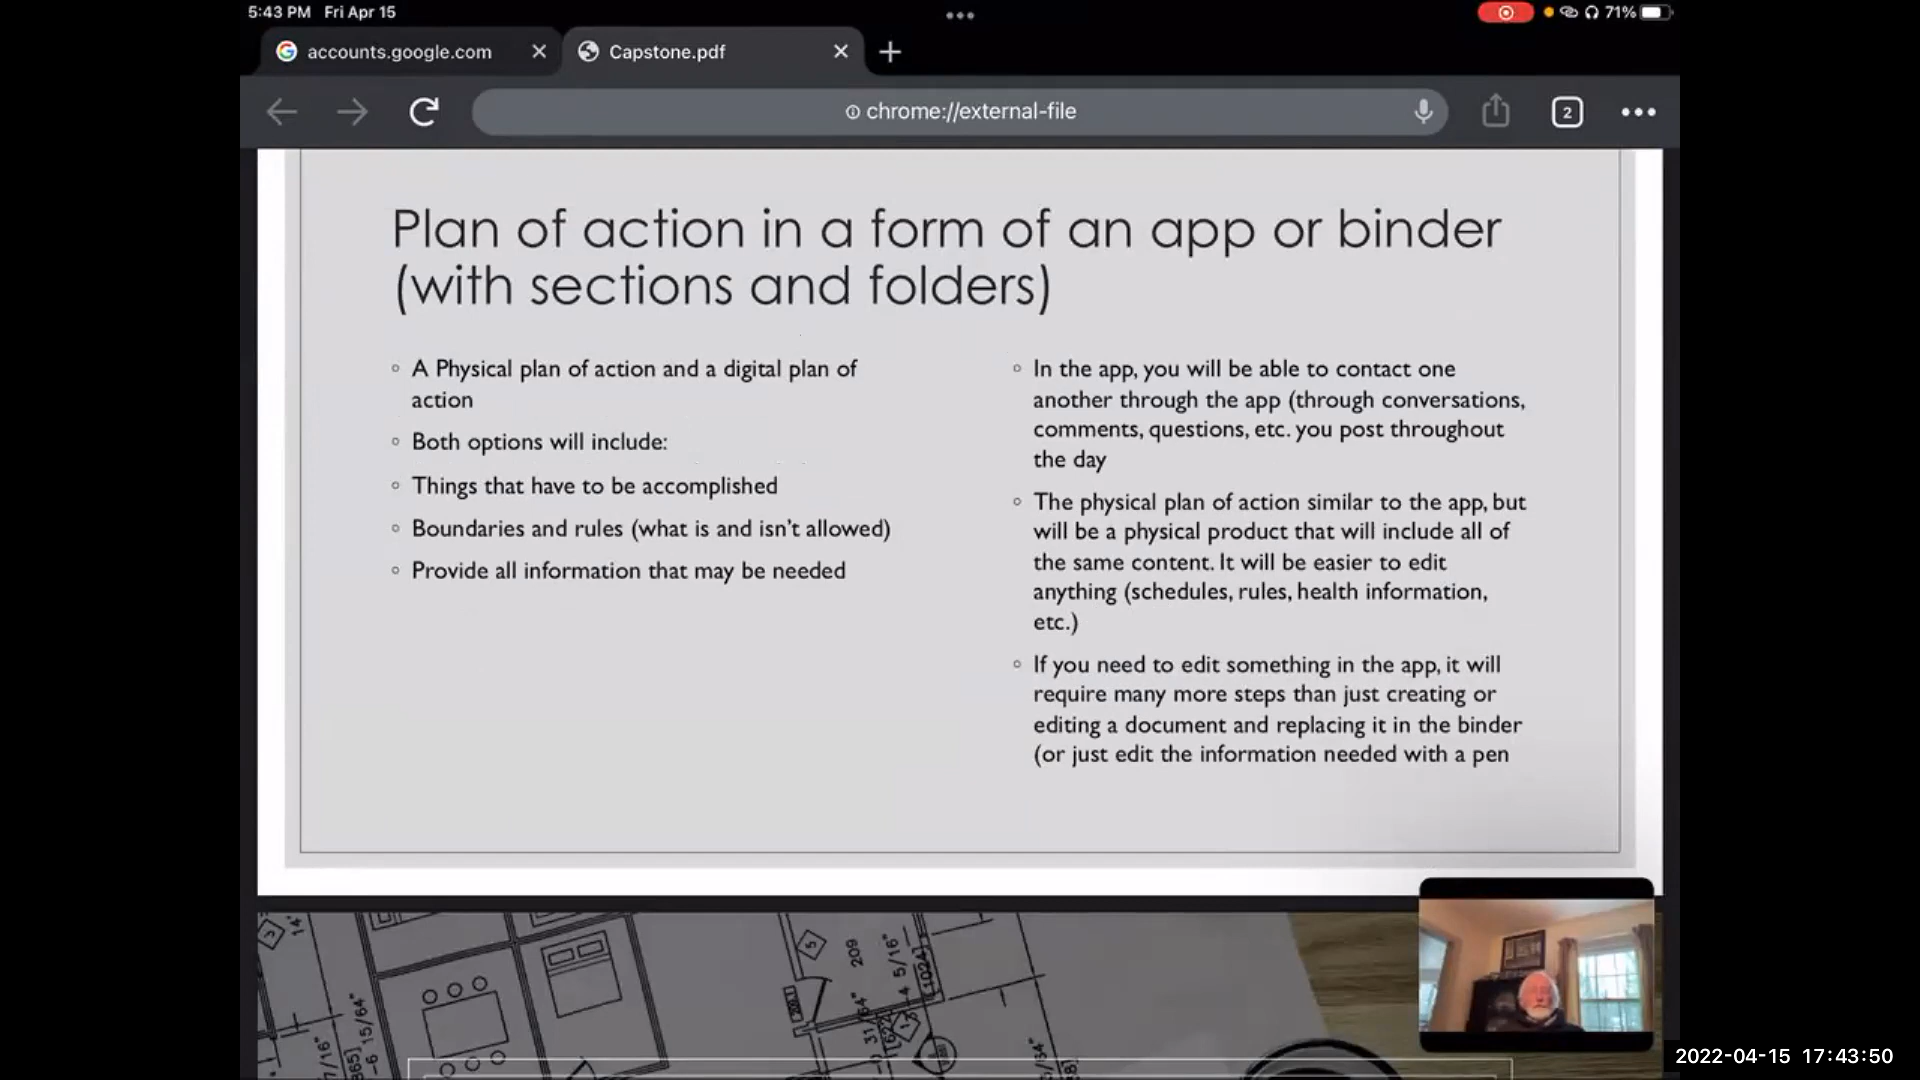 5:43 PM Fri Apr 15
71%
accounts.google.com
Capstone.pdf
chrome://external-file
2
Plan of action in a form of an app or binder
(with sections and folders)
A Physical plan of action and a digital plan of
action
Both options will include:
Things that have to be accomplished
Boundaries and rules (what is and isn't allowed)
Provide all information that may be needed
In the app, you will be able to contact one
another through the app (through conversations,
comments, questions, etc. you post throughout
the day
The physical plan of action similar to the app, but
will be a physical product that will include all of
the same content. It will be easier to edit
anything (schedules, rules, health information,
etc.)
If you need to edit something in the app, it will
require many more steps than just creating or
editing a document and replacing it in the binder
(or just edit the information needed with a pen
209
2022-04-15 17:43:50